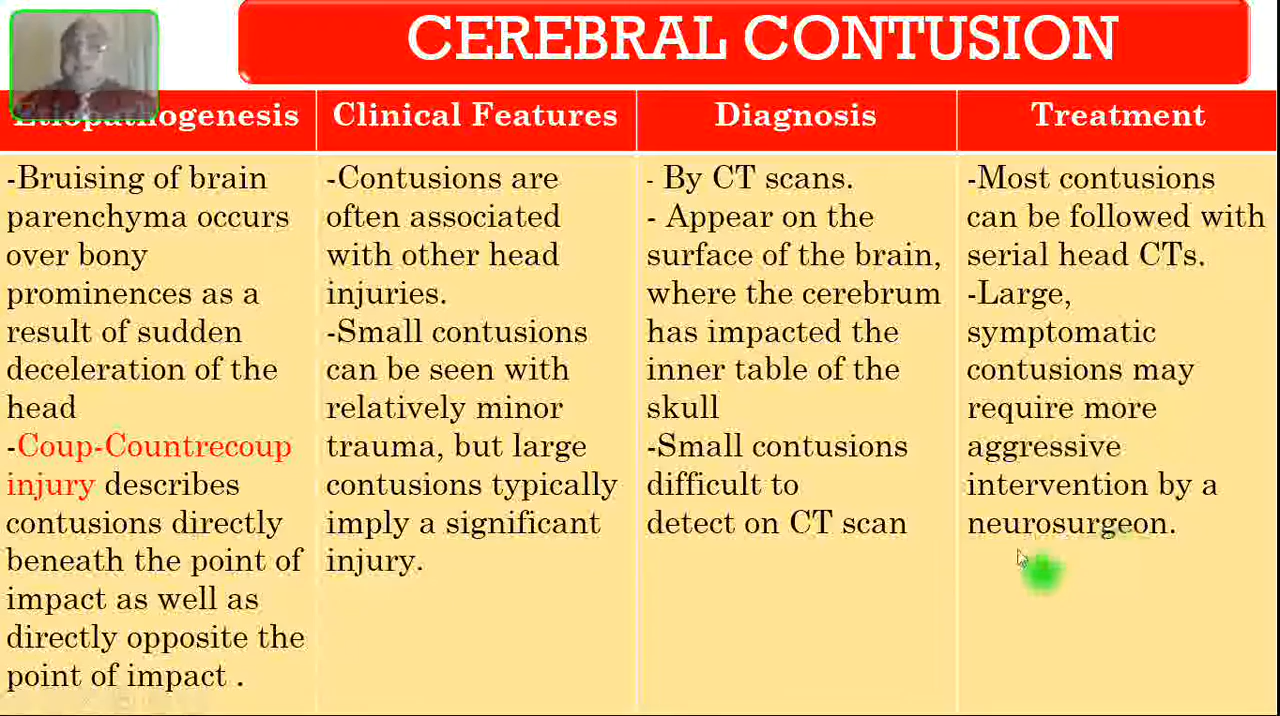 CEREBRAL CONTUSION
Etiopathogenesis
-Bruising of brain
parenchyma occurs
over bony
prominences as a
result of sudden
deceleration of the
head
-Coup-Countrecoup
injury describes
contusions directly
beneath the point of
impact as well as
directly opposite the
point of impact .
Clinical Features
-Contusions are
often associated
with other head
injuries.
-Small contusions
can be seen with
relatively minor
trauma, but large
contusions typically
imply a significant
injury.
Diagnosis
- By CT scans.
- Appear on the
surface of the brain,
where the cerebrum
has impacted the
inner table of the
skull
-Small contusions
difficult to
detect on CT scan
Treatment
-Most contusions
can be followed with
serial head CTs.
-Large,
symptomatic
contusions may
require more
aggressive
intervention by a
neurosurgeon.